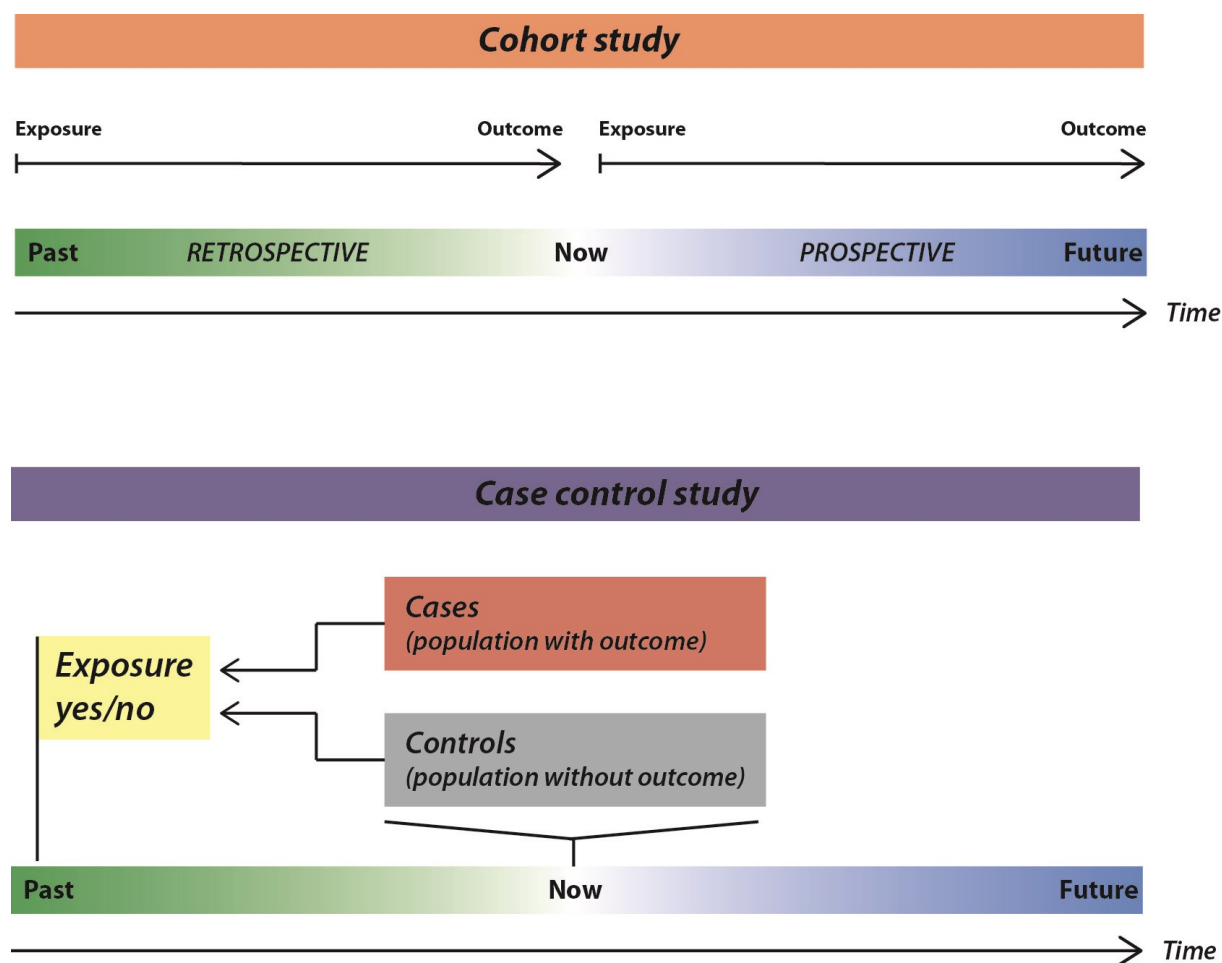 Cohort study
Exposure Outcome Exposure Outcome
Past RETROSPECTIVE Now PROSPECTIVE Future
Time
Case control study
Cases
(population with outcome)
Exposure
yes/no
Controls
(population without outcome)
Past Now Future
Time